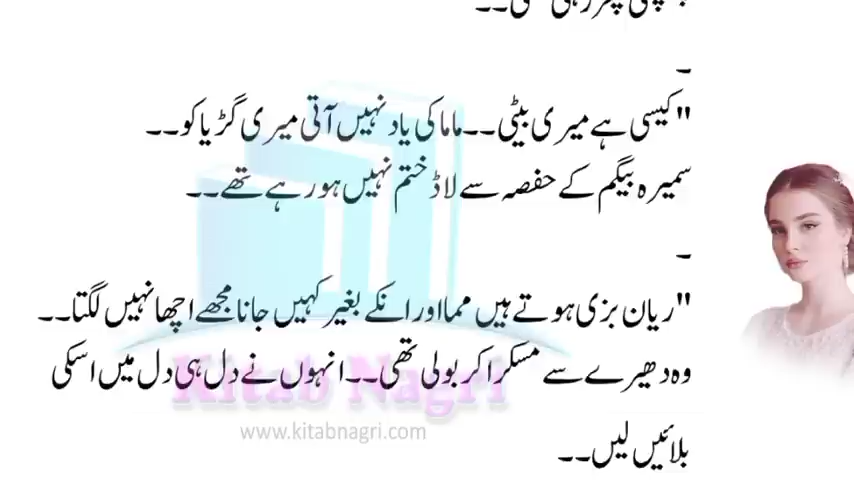 ۔
"کیسی ہے میری بیٹی۔۔ماما کی یاد نہیں آتی میری گڑیا کو۔۔
سمیرہ بیگم کے حفصہ سے لاڈ ختم نہیں ہو رہے تھے۔۔
۔
"ریان بزی ہوتے ہیں مما اور انکے بغیر کہیں جانا مجھے اچھا نہیں لگتا۔۔
وہ دھیرے سے مسکرا کر بولی تھی۔۔انہوں نے دل ہی دل میں اسکی
Kitab Nagri
www.kitabnagri.com
بلائیں لیں۔۔